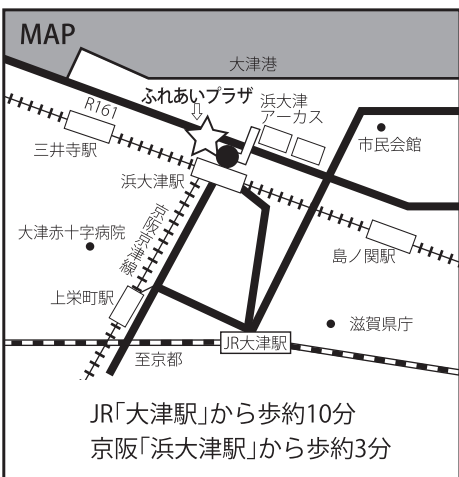 MAP
大津港
ふれあいプラザ
R161
浜大津
アーカス
三井寺駅
市民会館
浜大津駅
大津赤十字病院
京阪京津線
島ノ関駅
上栄町駅
滋賀県庁
JR大津駅
至京都
JR「大津駅」から歩約10分
京阪「浜大津駅」から歩約3分